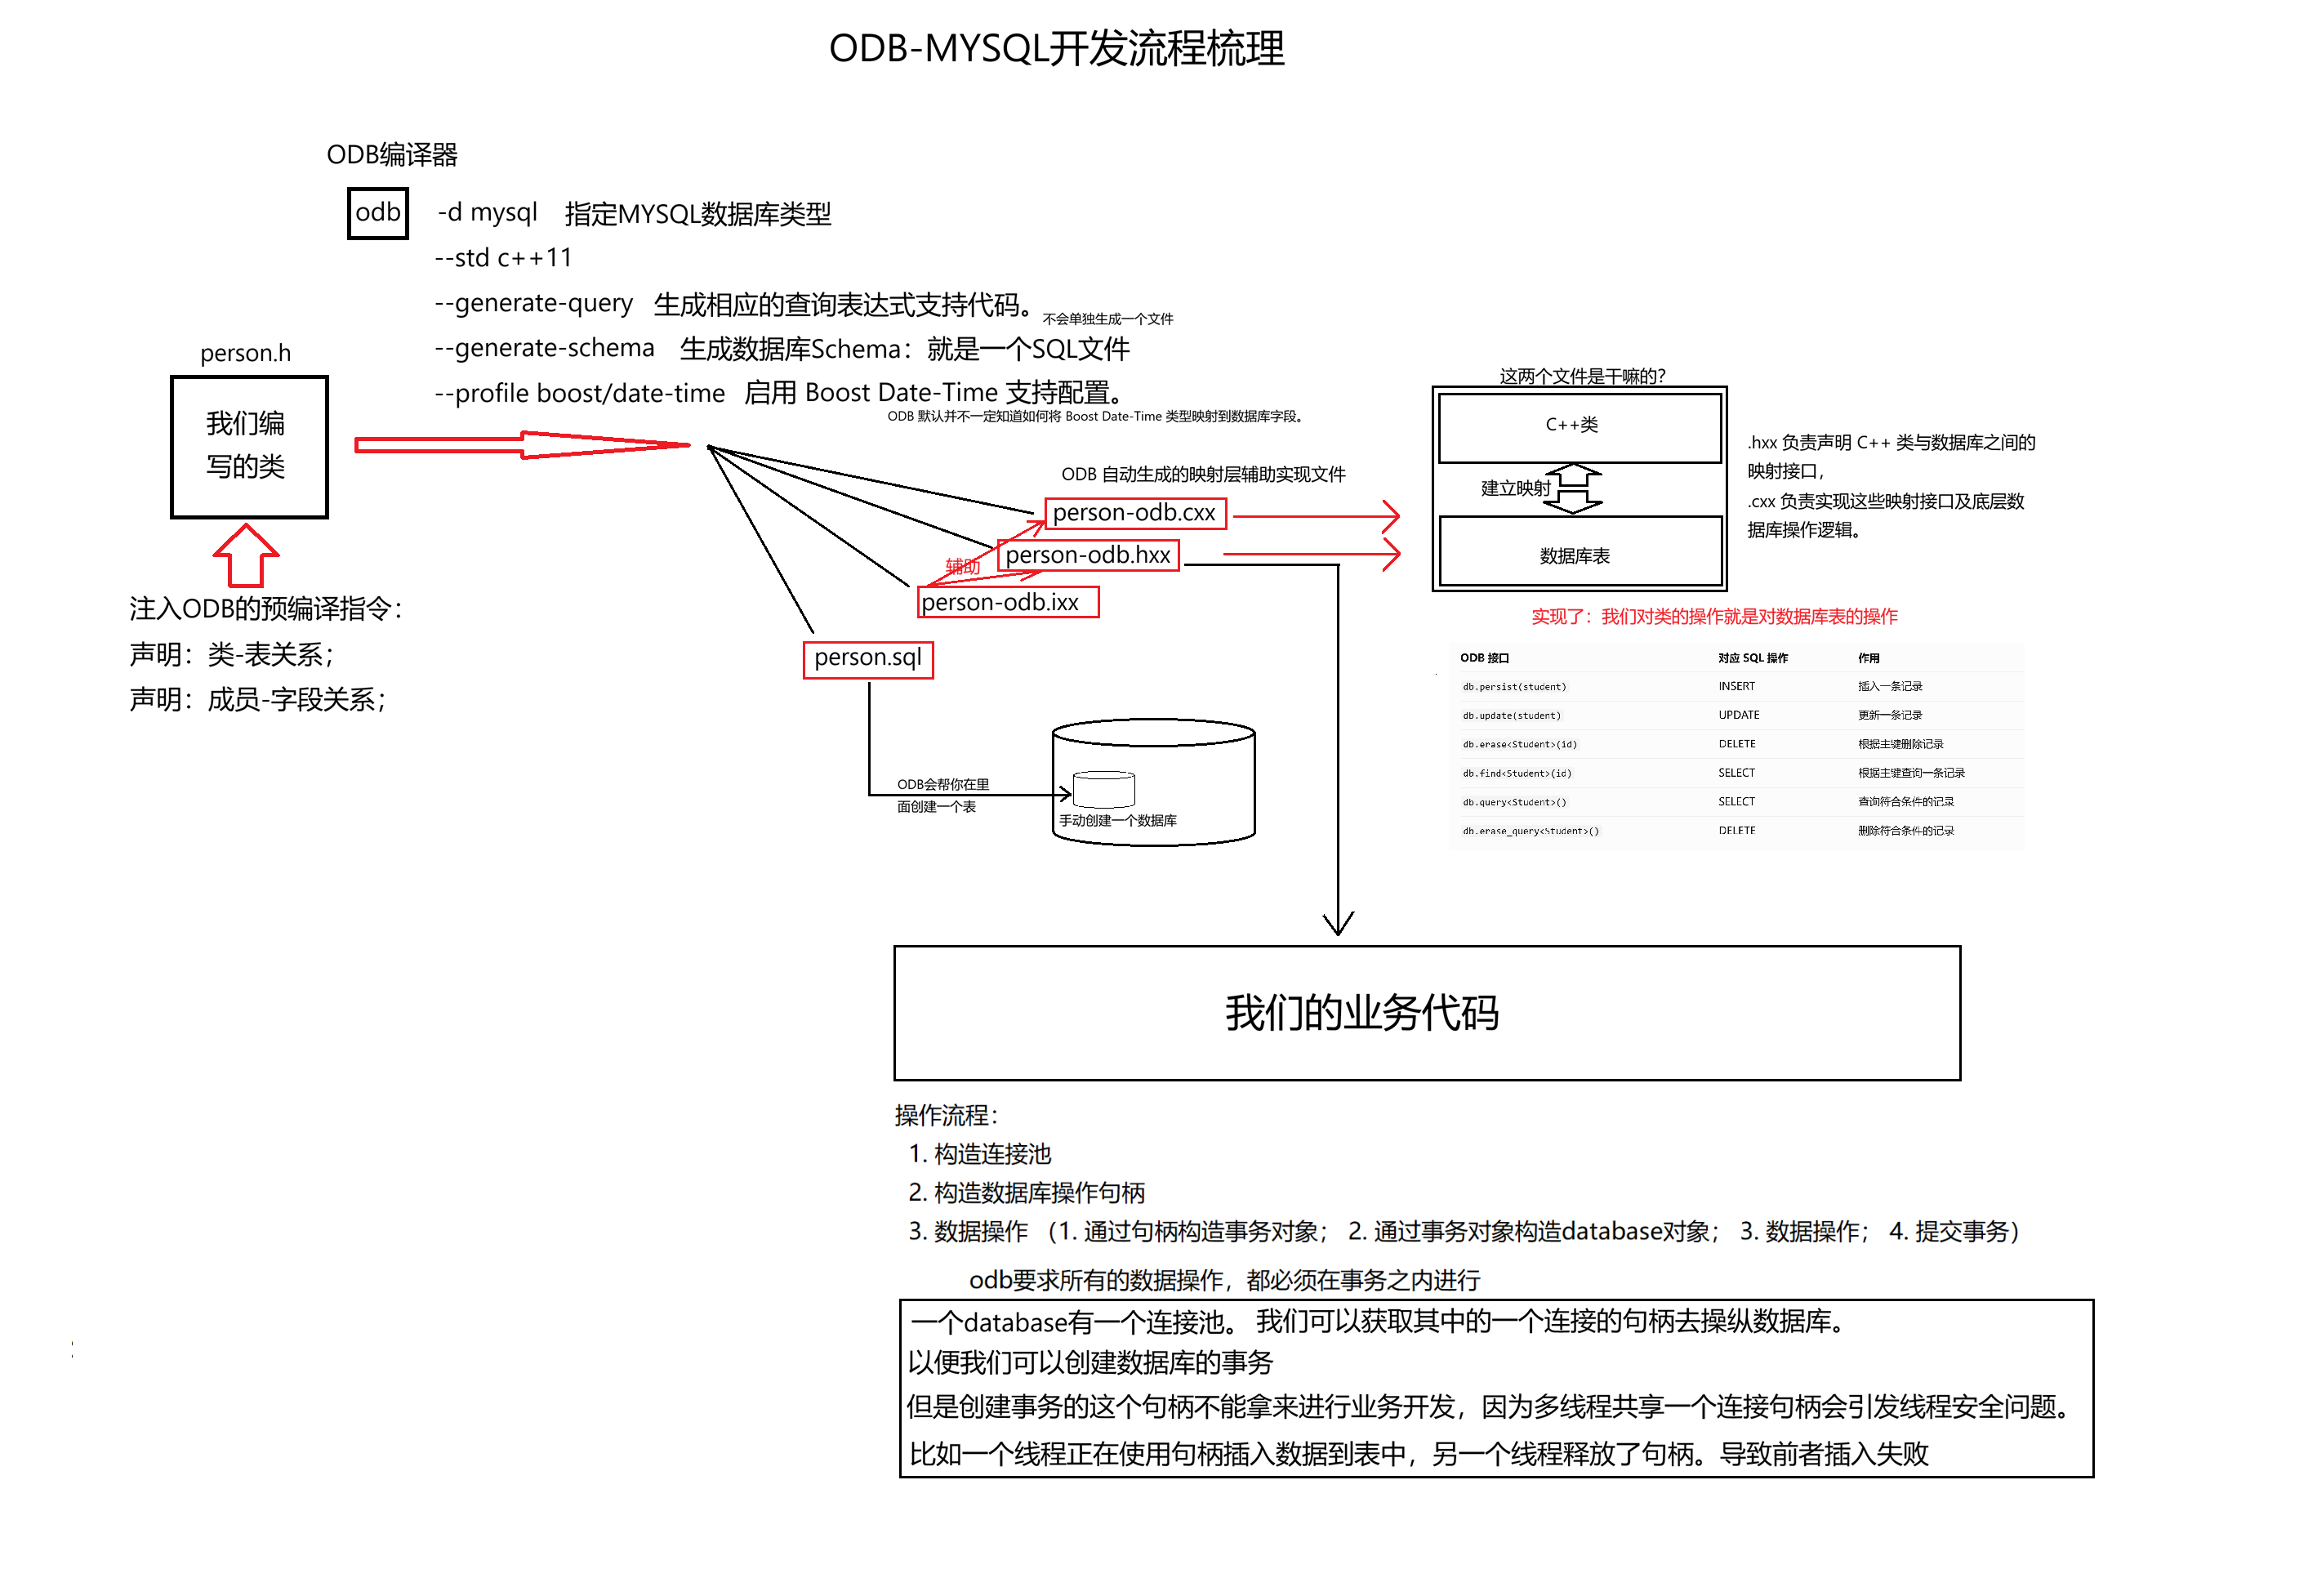 ODB-MYSQL开发流程梳理
ODB编译器
odb
-d mysql 指定MYSQL数据库类型
--std c++11
--generate-query 生成相应的查询表达式支持代码。不会单独生成一个文件
--generate-schema 生成数据库Schema：就是一个SQL文件
--profile boost/date-time 启用 Boost Date-Time 支持配置。
ODB 默认并不一定知道如何将 Boost Date-Time 类型映射到数据库字段。
person.h
我们编
写的类
注入ODB的预编译指令：
声明：类-表关系；
声明：成员-字段关系；
ODB 自动生成的映射层辅助实现文件
person-odb.cxx
person-odb.hxx
辅助
person-odb.ixx
person.sql
ODB会帮你在里
面创建一个表
手动创建一个数据库
这两个文件是干嘛的？
C++类
建立映射
数据库表
.hxx 负责声明 C++ 类与数据库之间的
映射接口，
.cxx 负责实现这些映射接口及底层数
据库操作逻辑。
实现了：我们对类的操作就是对数据库表的操作
ODB 接口 对应 SQL 操作 作用
db.persist(student) INSERT 插入一条记录
db.update(student) UPDATE 更新一条记录
db.erase<Student>(id) DELETE 根据主键删除记录
db.find<Student>(id) SELECT 根据主键查询一条记录
db.query<Student>() SELECT 查询符合条件的记录
db.erase_query<Student>() DELETE 删除符合条件的记录
我们的业务代码
操作流程：
1. 构造连接池
2. 构造数据库操作句柄
3. 数据操作 （1. 通过句柄构造事务对象； 2. 通过事务对象构造database对象； 3. 数据操作； 4. 提交事务）
odb要求所有的数据操作，都必须在事务之内进行
一个database有一个连接池。 我们可以获取其中的一个连接的句柄去操纵数据库。
以便我们可以创建数据库的事务
但是创建事务的这个句柄不能拿来进行业务开发，因为多线程共享一个连接句柄会引发线程安全问题。
比如一个线程正在使用句柄插入数据到表中，另一个线程释放了句柄。导致前者插入失败